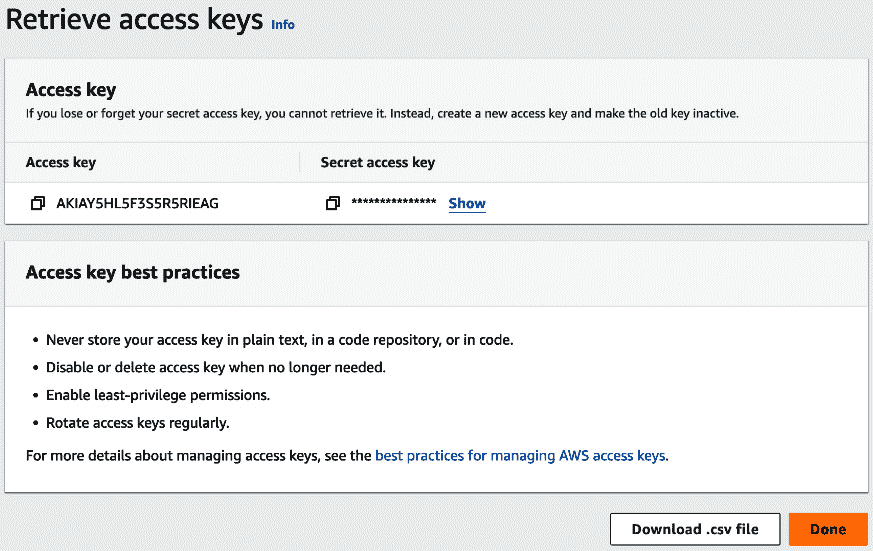 Retrieve access keys Info
Access key
If you lose or forget your secret access key, you cannot retrieve it. Instead, create a new access key and make the old key inactive.
Access key Secret access key
AKIAY5HL5F3S5R5RIEAG *************** Show
Access key best practices
• Never store your access key in plain text, in a code repository, or in code.
• Disable or delete access key when no longer needed.
• Enable least-privilege permissions.
• Rotate access keys regularly.
For more details about managing access keys, see the best practices for managing AWS access keys.
Download .csv file Done